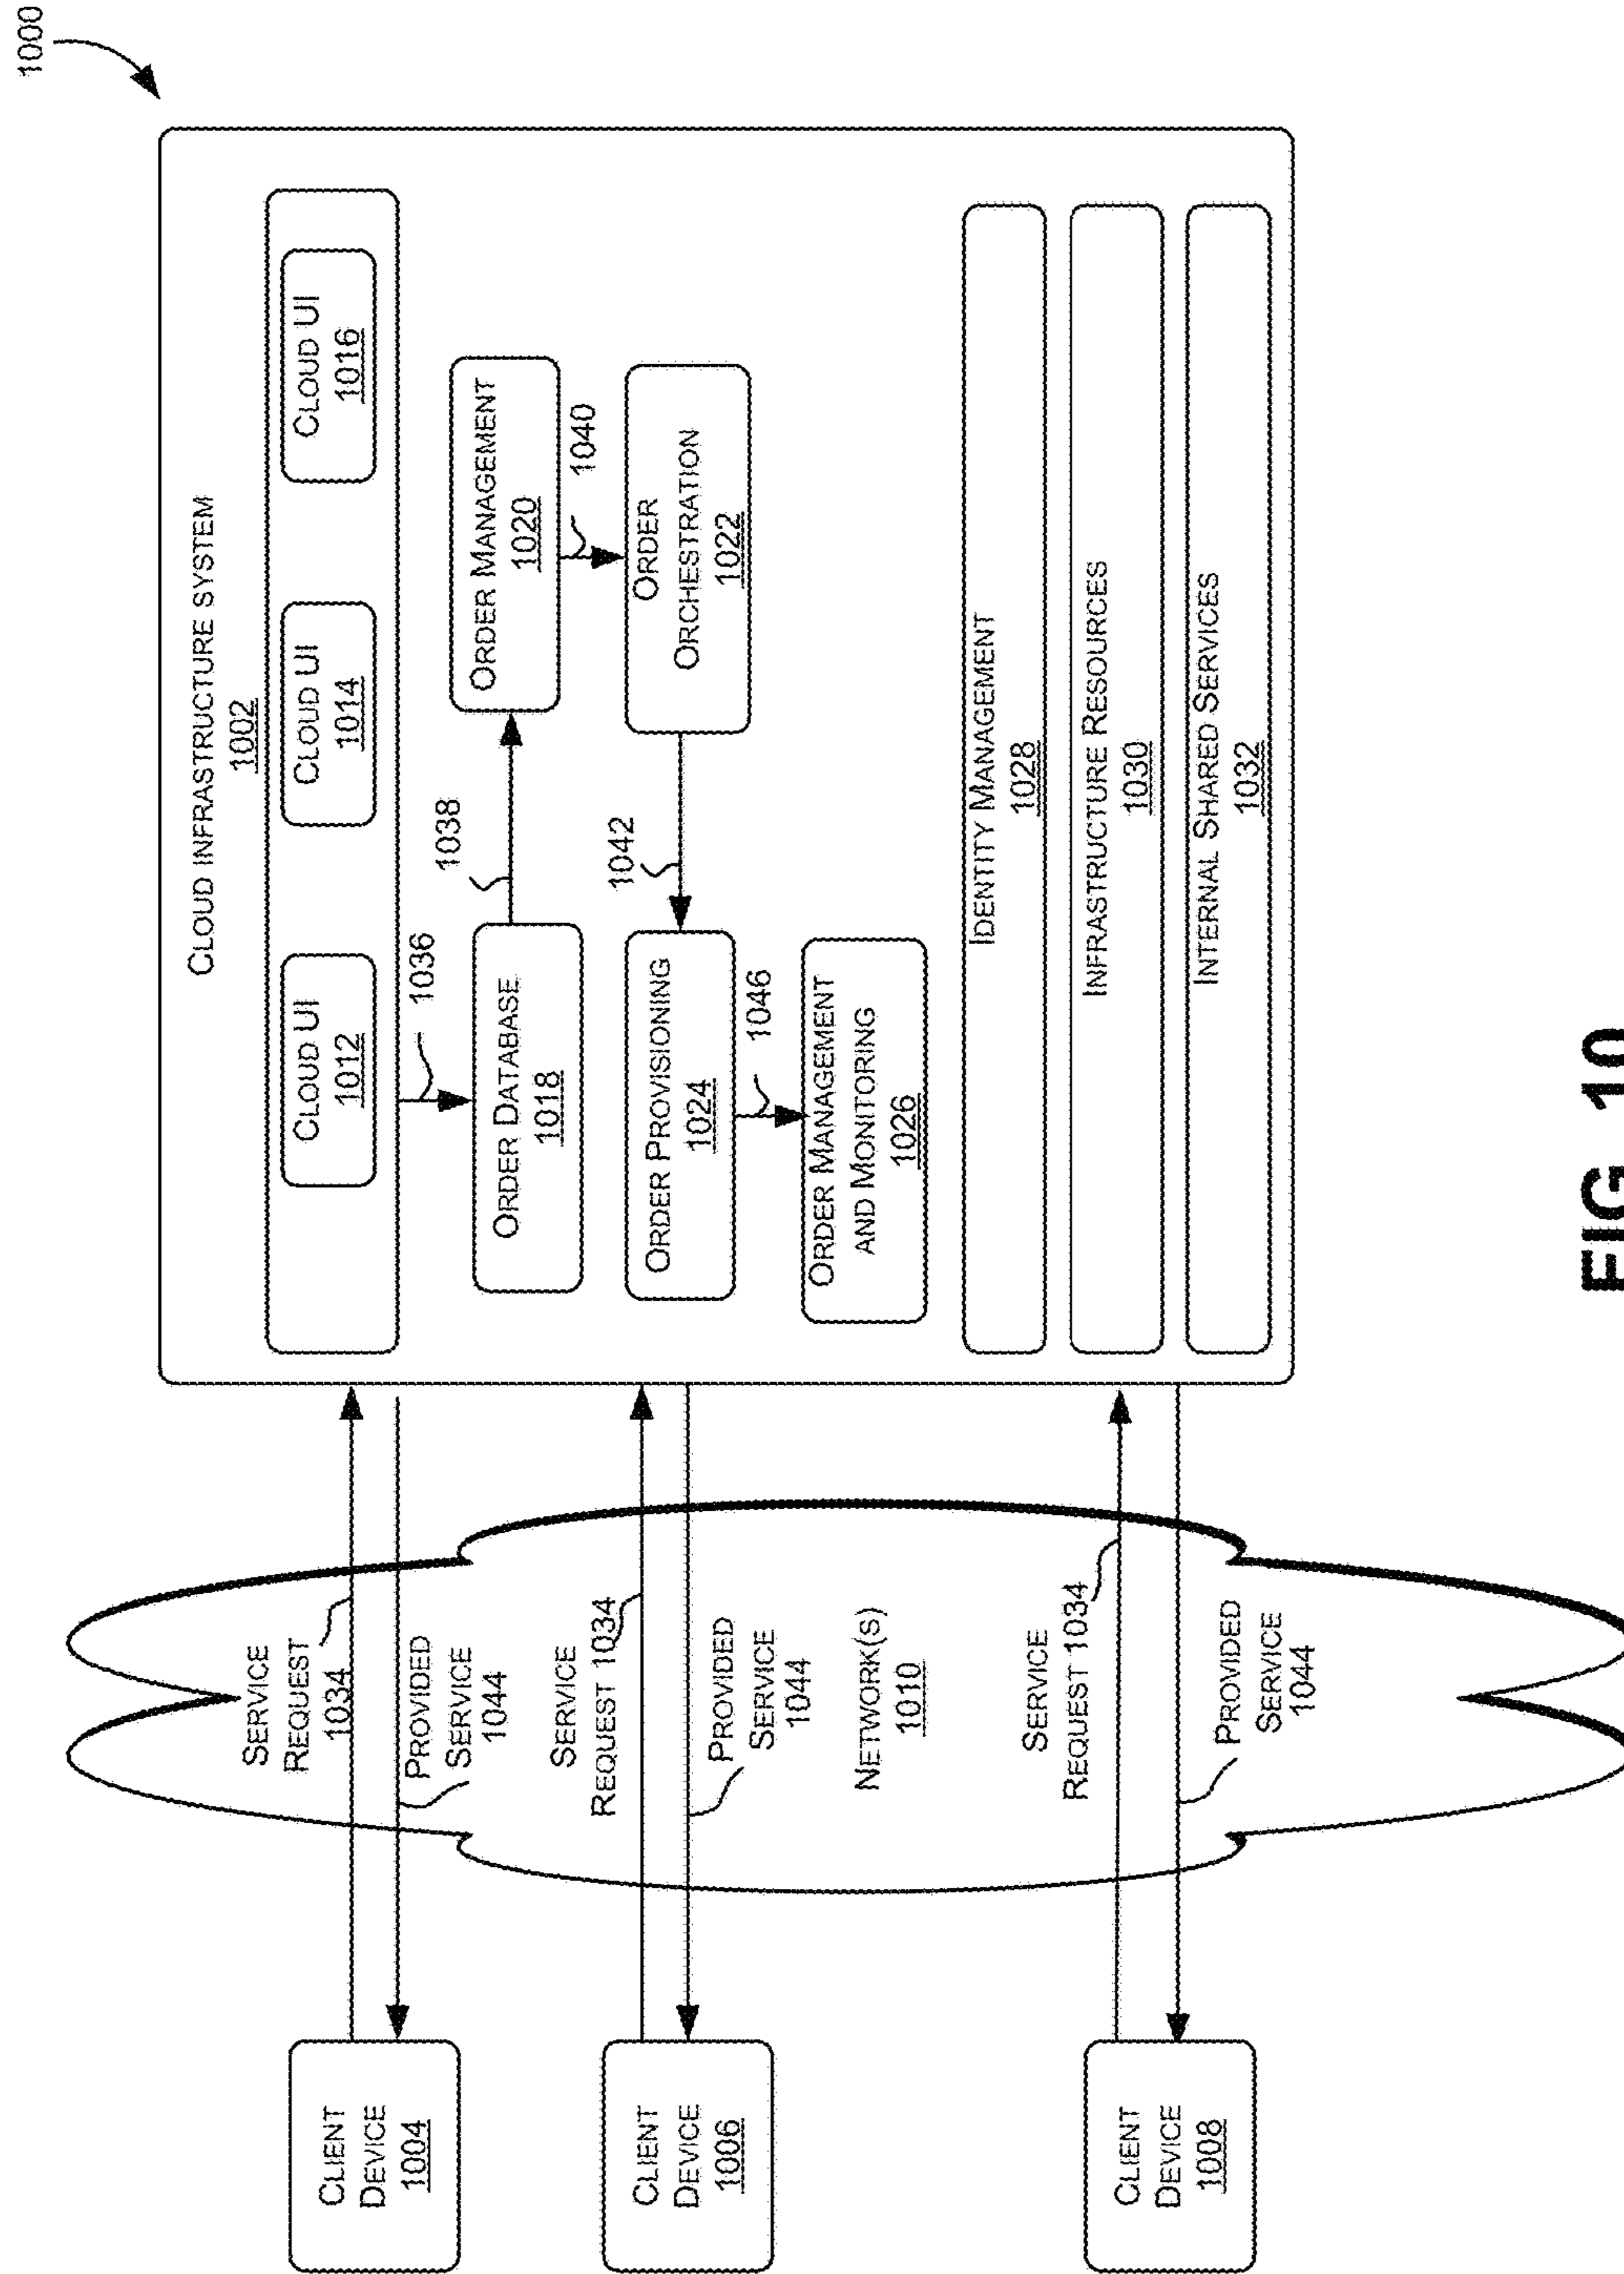 1000
CLOUD INFRASTRUCTURE SYSTEM
1002
CLOUD UI
1012
CLOUD UI
1014
CLOUD UI
1016
1036
ORDER DATABASE
1018
1038
ORDER MANAGEMENT
1020
1040
ORDER
ORCHESTRATION
1022
1042
ORDER PROVISIONING
1024
1046
ORDER MANAGEMENT
AND MONITORING
1026
IDENTITY MANAGEMENT
1028
INFRASTRUCTURE RESOURCES
1030
INTERNAL SHARED SERVICES
1032
SERVICE
REQUEST
1034
PROVIDED
SERVICE
1044
SERVICE
REQUEST 1034
PROVIDED
SERVICE
1044
NETWORK(S)
1010
SERVICE
REQUEST 1034
PROVIDED
SERVICE
1044
CLIENT
DEVICE
1004
CLIENT
DEVICE
1006
CLIENT
DEVICE
1008
FIG. 10